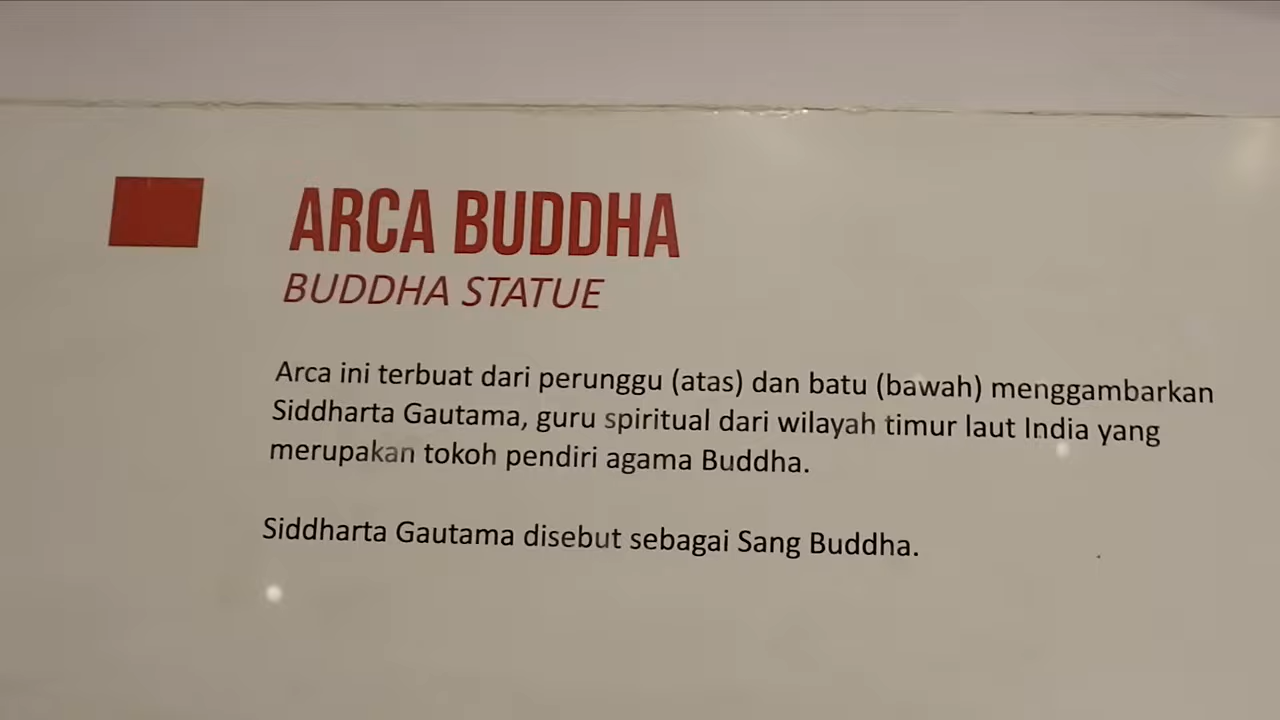 ARCA BUDDHA
BUDDHA STATUE
Arca ini terbuat dari perunggu (atas) dan batu (bawah) menggambarkan
Siddharta Gautama, guru spiritual dari wilayah timur laut India yang
merupakan tokoh pendiri agama Buddha.
Siddharta Gautama disebut sebagai Sang Buddha.